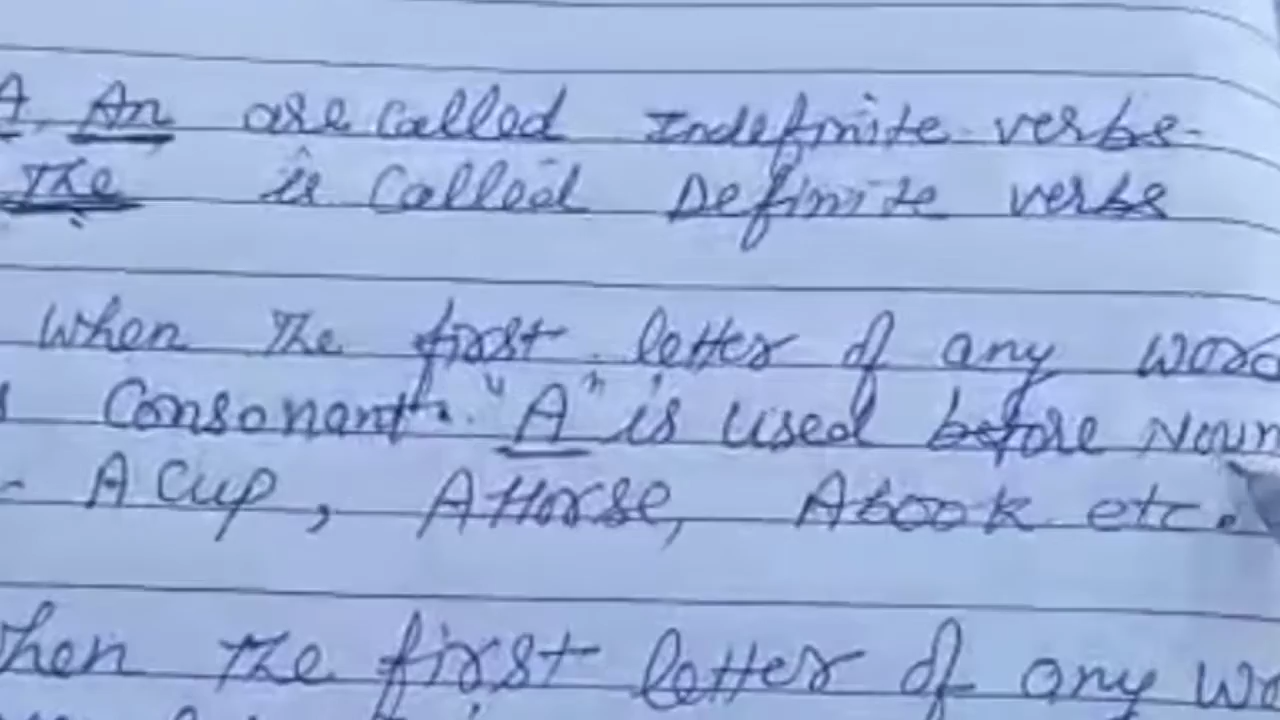 A, An are called Indefinite verbs
The is called Definite verbs
When the first letter of any word
Consonant. "A" is used before Noun
- A Cup, A Horse, A book etc.
When the first letter of any